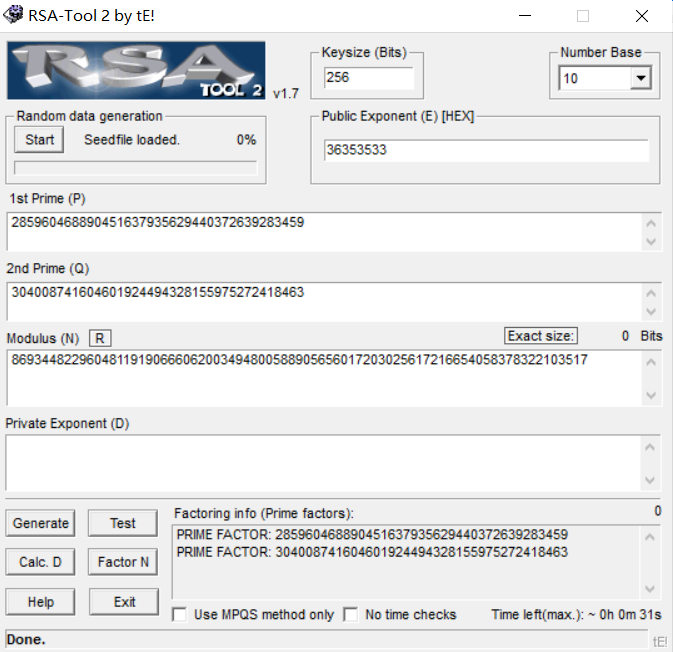 RSA-Tool 2 by tE!
RSA
TOOL 2
v1.7
Keysize (Bits)
256
Number Base
10
Random data generation
Start
Seedfile loaded.
0%
Public Exponent (E) [HEX]
36353533
1st Prime (P)
285960468890451637935629440372639283459
2nd Prime (Q)
304008741604601924494328155975272418463
Modulus (N)
R
Exact size:
0
Bits
86934482296048119190666062003494800588905656017203025617216654058378322103517
Private Exponent (D)
Generate
Test
Calc. D
Factor N
Help
Exit
Factoring info (Prime factors):
0
PRIME FACTOR: 285960468890451637935629440372639283459
PRIME FACTOR: 304008741604601924494328155975272418463
Use MPQS method only
No time checks
Time left(max.): ~ 0h 0m 31s
Done.
tE!